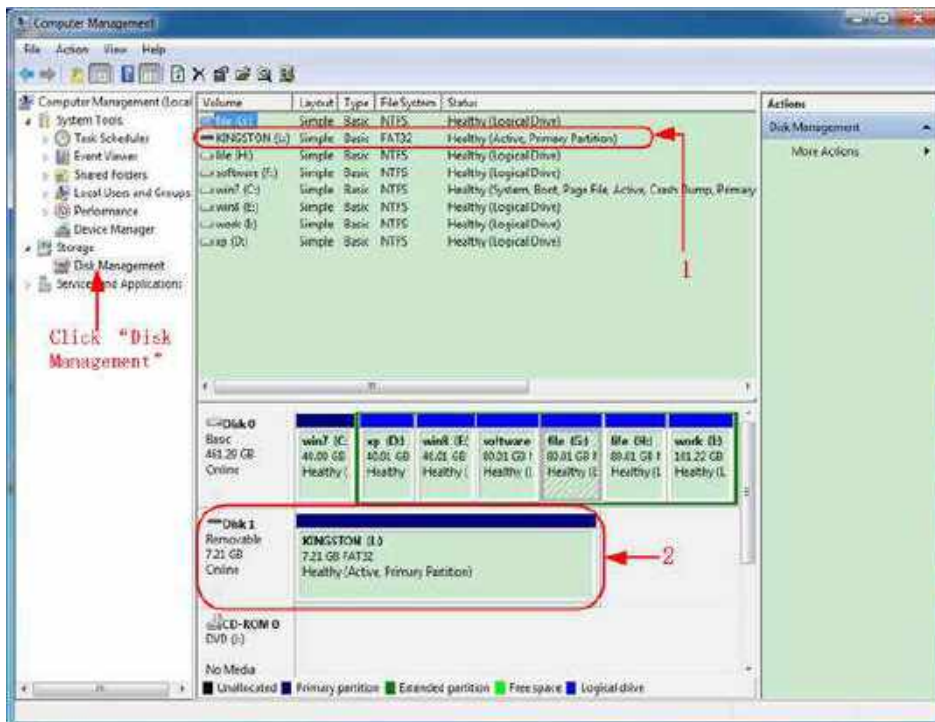 Computer Management
File Action View Help
Computer Management (Local
System Tools
Task Scheduler
Event Viewer
Shared Folders
Local Users and Groups
Performance
Device Manager
Storage
Disk Management
Services and Applications
Click “Disk
Management”
Volume Layout Type File System Status
file (G:) Simple Basic NTFS Healthy (Logical Drive)
KINGSTON (L:) Simple Basic FAT32 Healthy (Active, Primary Partition)
life (H:) Simple Basic NTFS Healthy (Logical Drive)
software (F:) Simple Basic NTFS Healthy (Logical Drive)
win7 (C:) Simple Basic NTFS Healthy (System, Boot, Page File, Active, Crash Dump, Primary
win8 (E:) Simple Basic NTFS Healthy (Logical Drive)
work Simple Basic NTFS Healthy (Logical Drive)
xp (D:) Simple Basic NTFS Healthy (Logical Drive)
1
Actions
Disk Management
More Actions
Disk 0
Basic
461.29 GB
Online
win7 (C:
40.00 GB
Healthy (
xp (D:)
40.01 GB
Healthy
win8 (E:(
40.01 GB
Healthy (
software
80.01 GB
Healthy (L
file (G:)
80.01 GB
Healthy (L
life (H:)
80.01 GB
Healthy (L
work
101.22 GB
Healthy (L
Disk 1
Removable
7.21 GB
Online
KINGSTON (L:)
7.21 GB FAT32
Healthy (Active, Primary Partition)
2
CD-ROM 0
DVD
No Media
Unallocated Primary partition Extended partition Free space Logical drive